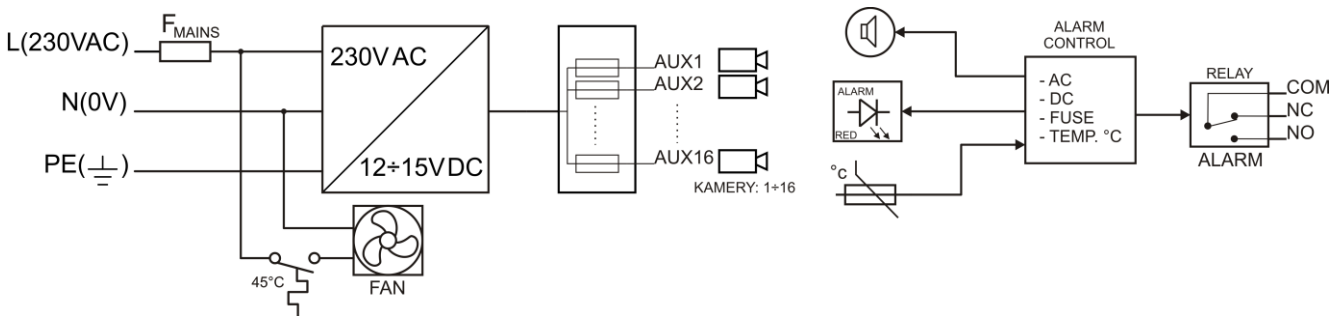 L(230VAC)
F MAINS
N(0V)
PE( )
230V AC
12÷15V DC
45°C
FAN
AUX1
AUX2
AUX16
KAMERY: 1÷16
ALARM
RED
°c
ALARM
CONTROL
- AC
- DC
- FUSE
- TEMP. °C
RELAY
COM
NC
NO
ALARM